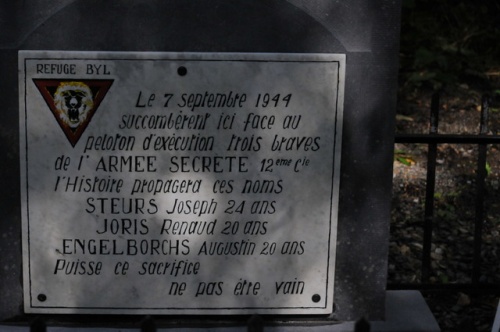 REFUGE BYL
Le 7 septembre 1944
succombèrent ici face au
peloton d'exécution trois braves
de l'ARMEE SECRETE 12ème Cie
l'Histoire propagera ces noms
STEURS Joseph 24 ans
JORIS Renaud 20 ans
ENGELBORCHS Augustin 20 ans
Puisse ce sacrifice
ne pas être vain